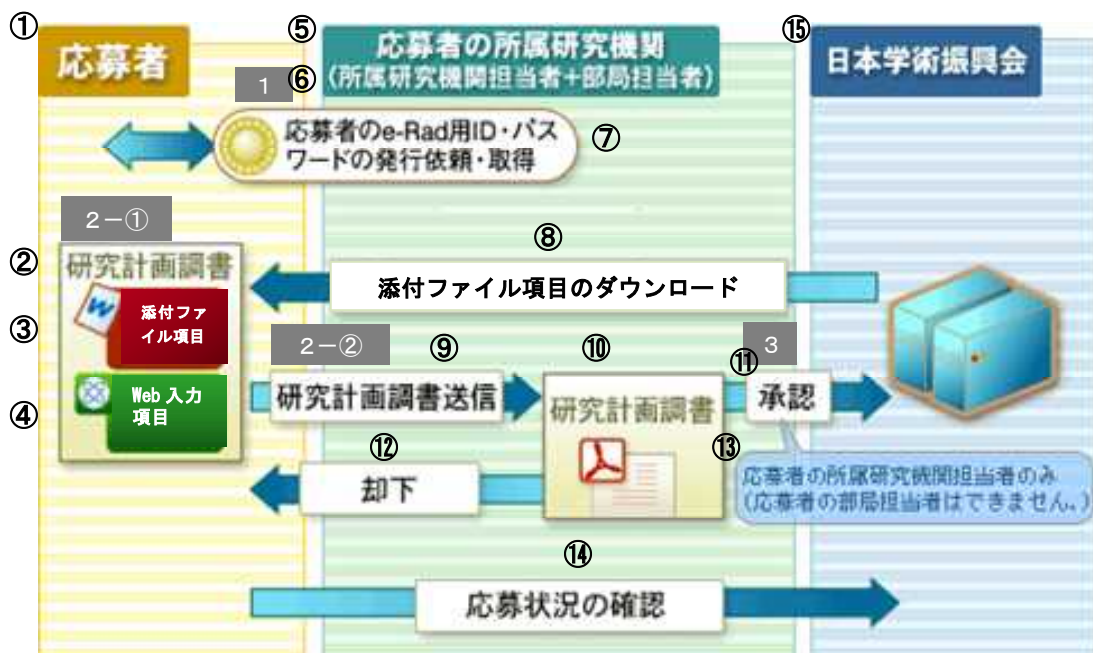 ①
応募者
⑤
応募者の所属研究機関
⑥
(所属研究機関担当者+部局担当者)
⑮
日本学術振興会
1
応募者のe-Rad用ID・パス
ワードの発行依頼・取得
⑦
2-①
②
研究計画調書
③
添付ファ
イル項目
④
Web 入力
項目
⑧
添付ファイル項目のダウンロード
2-②
⑨
研究計画調書送信
⑩
研究計画調書
3
⑪
承認
⑫
却下
⑬
応募者の所属研究機関担当者のみ
(応募者の部局担当者はできません。)
⑭
応募状況の確認